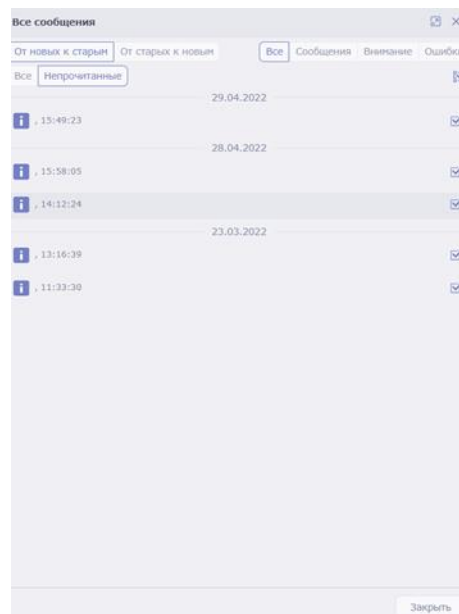 Все сообщения
От новых к старым От старых к новым Все Сообщения Внимание Ошибк
Все Непрочитанные
29.04.2022
, 15:49:23
28.04.2022
, 15:58:05
, 14:12:24
23.03.2022
, 13:16:39
, 11:33:30
Закрыть